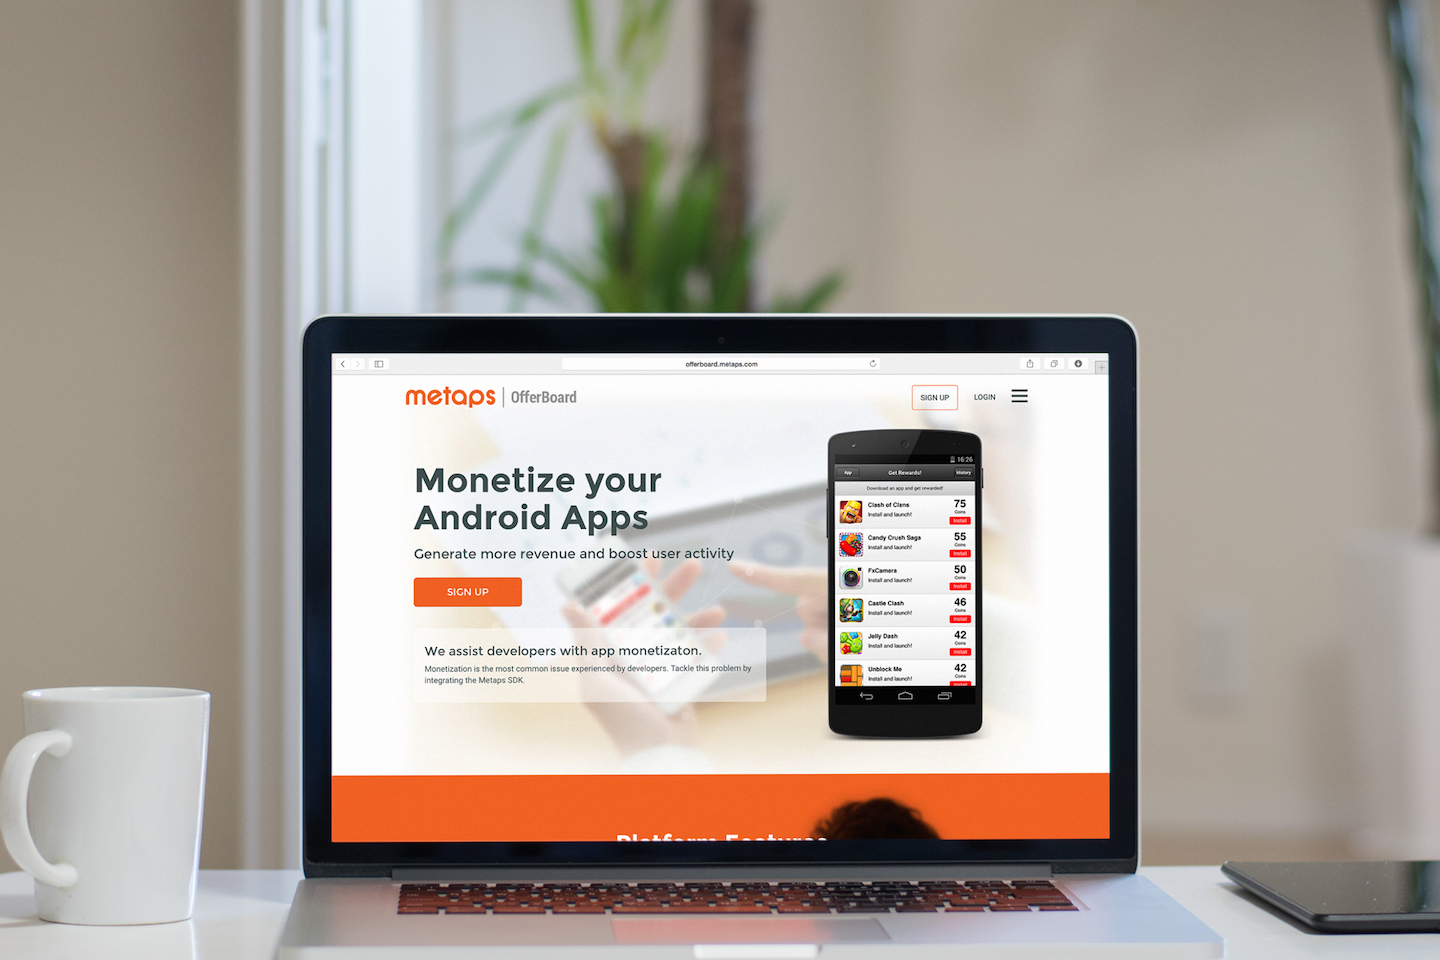 offerboard.metaps.com
metaps | OfferBoard
SIGN UP
LOGIN
Monetize your
Android Apps
Generate more revenue and boost user activity
SIGN UP
We assist developers with app monetizaton.
Monetization is the most common issue experienced by developers. Tackle this problem by
integrating the Metaps SDK.
16:26
App
Get Rewards!
History
Download an app and get rewarded!
Clash of Clans
Install and launch!
75
Coins
Install
Candy Crush Saga
Install and launch!
55
Coins
Install
FxCamera
Install and launch!
50
Coins
Install
Castle Clash
Install and launch!
46
Coins
Install
Jelly Dash
Install and launch!
42
Coins
Install
Unblock Me
Install and launch!
42
Coins
Install
Platform Features